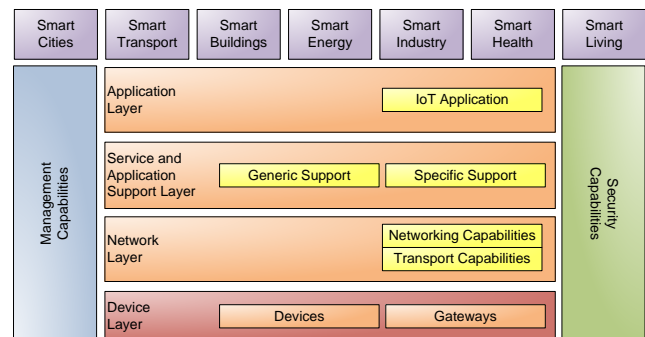 Smart
Cities
Smart
Transport
Smart
Buildings
Smart
Energy
Smart
Industry
Smart
Health
Smart
Living
Management
Capabilities
Application
Layer
IoT Application
Service and
Application
Support Layer
Generic Support
Specific Support
Network
Layer
Networking Capabilities
Transport Capabilities
Device
Layer
Devices
Gateways
Security
Capabilities